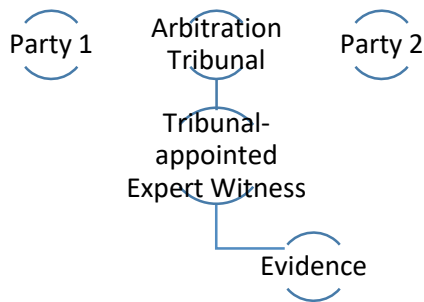 Party 1
Arbitration
Tribunal
Party 2
Tribunal-
appointed
Expert Witness
Evidence